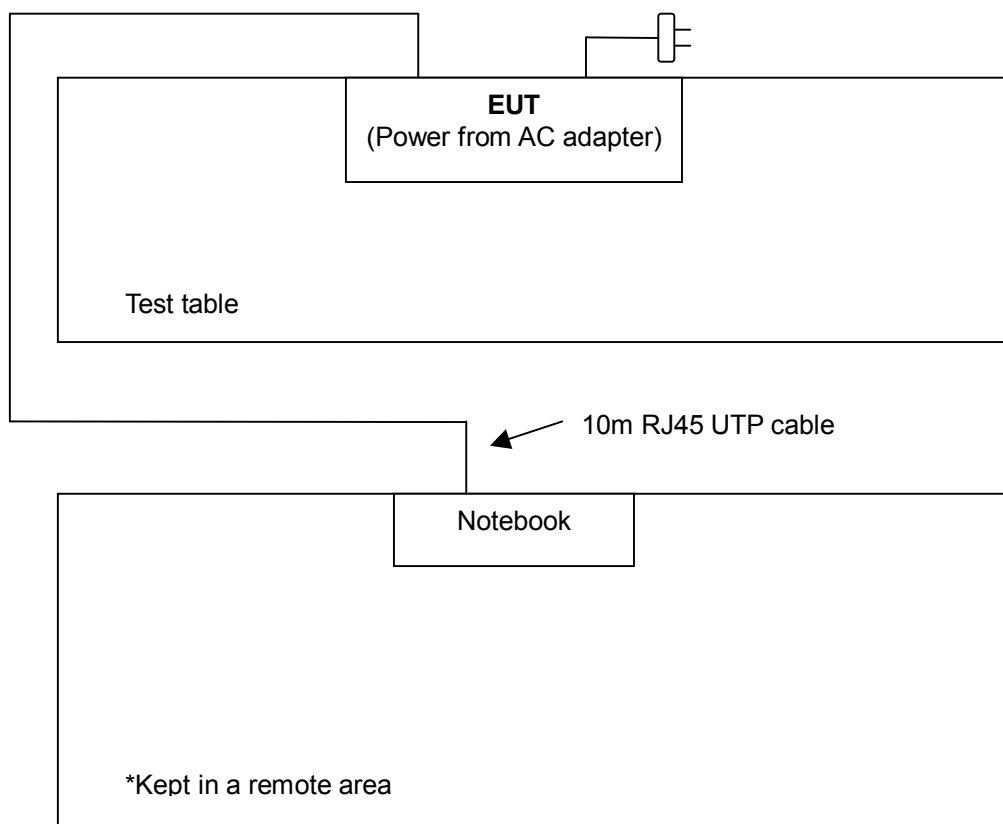 EUT
(Power from AC adapter)
Test table
10m RJ45 UTP cable
Notebook
*Kept in a remote area